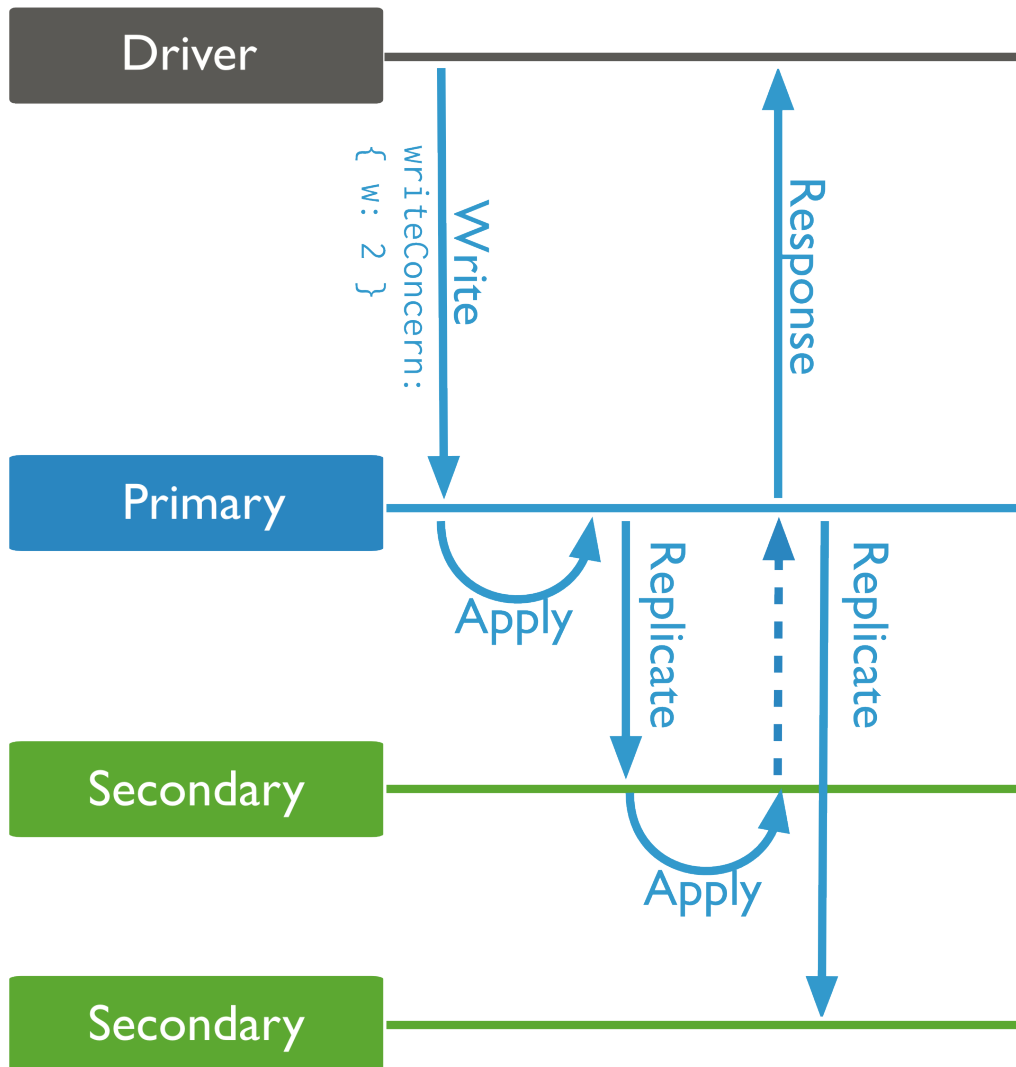 Driver
Write
writeConcern:
{ w: 2 }
Response
Primary
Apply
Replicate
Replicate
Secondary
Apply
Secondary